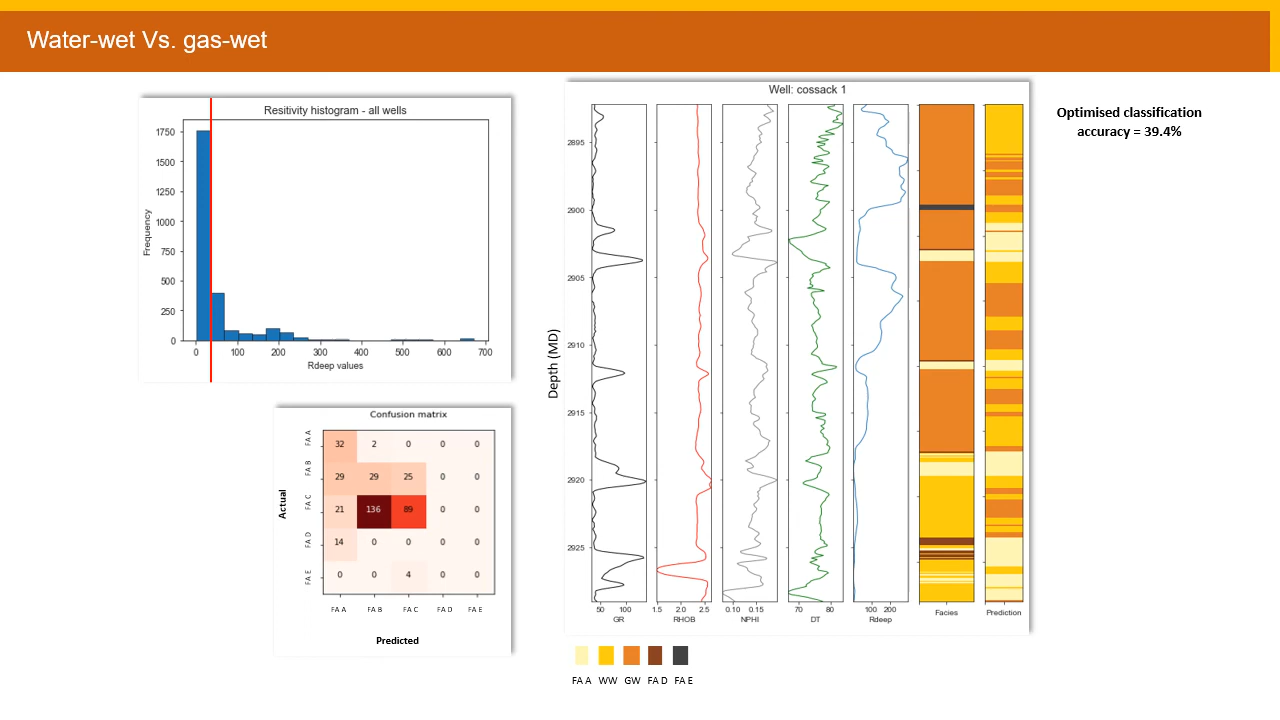 Water-wet Vs. gas-wet
Resitivity histogram - all wells
Frequency
1750
1500
1250
1000
750
500
250
0
0 100 200 300 400 500 600 700
Rdeep values
Confusion matrix
Actual
FA A 32 2 0 0 0
FA B 29 29 25 0 0
FA C 21 136 89 0 0
FA D 14 0 0 0 0
FA E 0 0 4 0 0
FA A FA B FA C FA D FA E
Predicted
Well: cossack 1
Depth (MD)
2895
2900
2905
2910
2915
2920
2925
50 100 1.5 2.0 2.5 0.10 0.15 70 80 100 200
GR RHOB NPHI DT Rdeep Facies Prediction
FA A WW GW FA D FA E
Optimised classification
accuracy = 39.4%